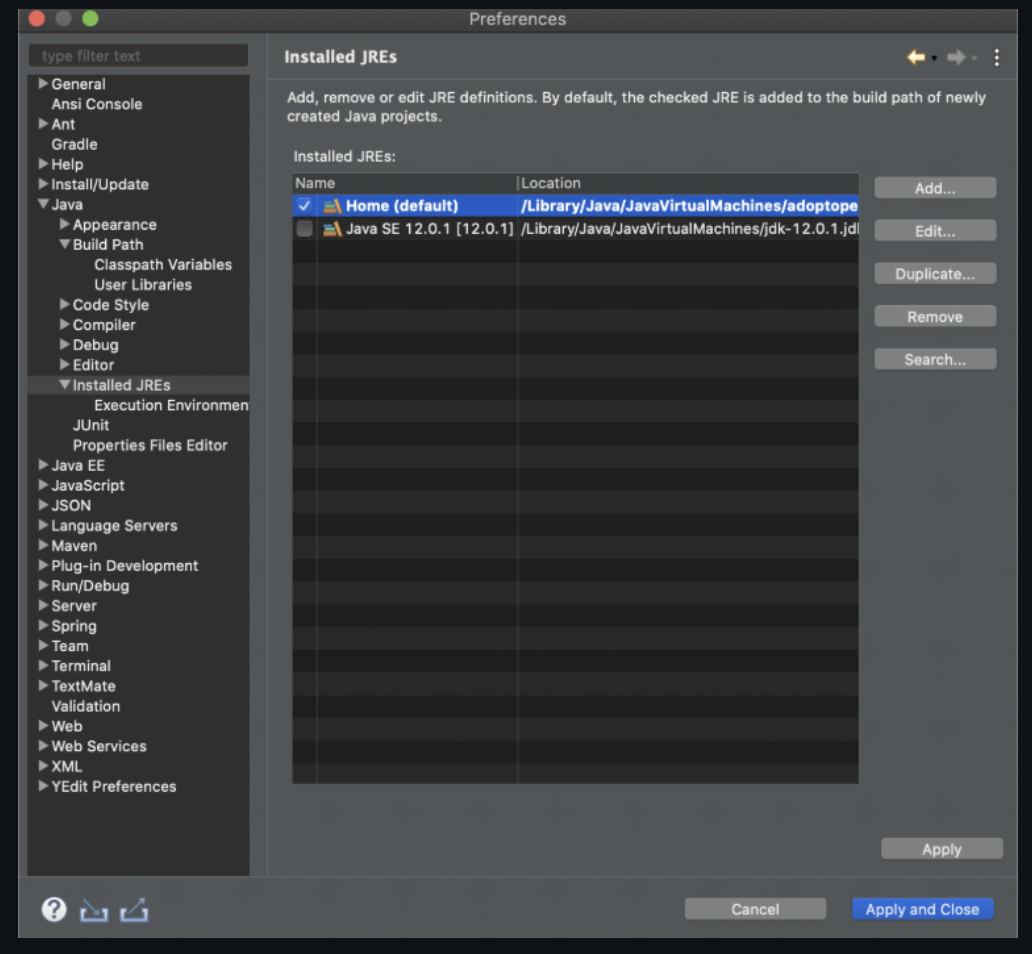 Preferences
type filter text
General
Ansi Console
Ant
Gradle
Help
Install/Update
Java
Appearance
Build Path
Classpath Variables
User Libraries
Code Style
Compiler
Debug
Editor
Installed JREs
Execution Environmen
JUnit
Properties Files Editor
Java EE
JavaScript
JSON
Language Servers
Maven
Plug-in Development
Run/Debug
Server
Spring
Team
Terminal
TextMate
Validation
Web
Web Services
XML
YEdit Preferences
Installed JREs
Add, remove or edit JRE definitions. By default, the checked JRE is added to the build path of newly
created Java projects.
Installed JREs:
Name Location
Home (default) /Library/Java/JavaVirtualMachines/adoptope
Java SE 12.0.1 [12.0.1] /Library/Java/JavaVirtualMachines/jdk-12.0.1.jdk
Add...
Edit...
Duplicate...
Remove
Search...
Apply
?
Cancel
Apply and Close